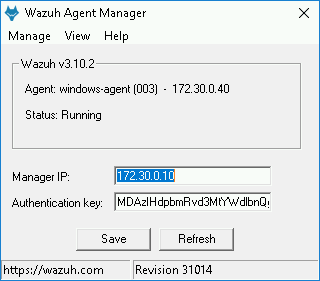 Wazuh Agent Manager
Manage View Help
Wazuh v3.10.2
Agent: windows-agent (003) - 172.30.0.40
Status: Running
Manager IP: 172.30.0.10
Authentication key:
Save Refresh
https://wazuh.com Revision 31014